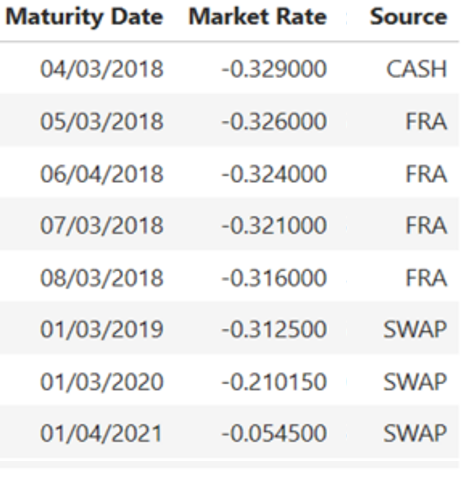 Maturity Date Market Rate Source
04/03/2018 -0.329000 CASH
05/03/2018 -0.326000 FRA
06/04/2018 -0.324000 FRA
07/03/2018 -0.321000 FRA
08/03/2018 -0.316000 FRA
01/03/2019 -0.312500 SWAP
01/03/2020 -0.210150 SWAP
01/04/2021 -0.054500 SWAP